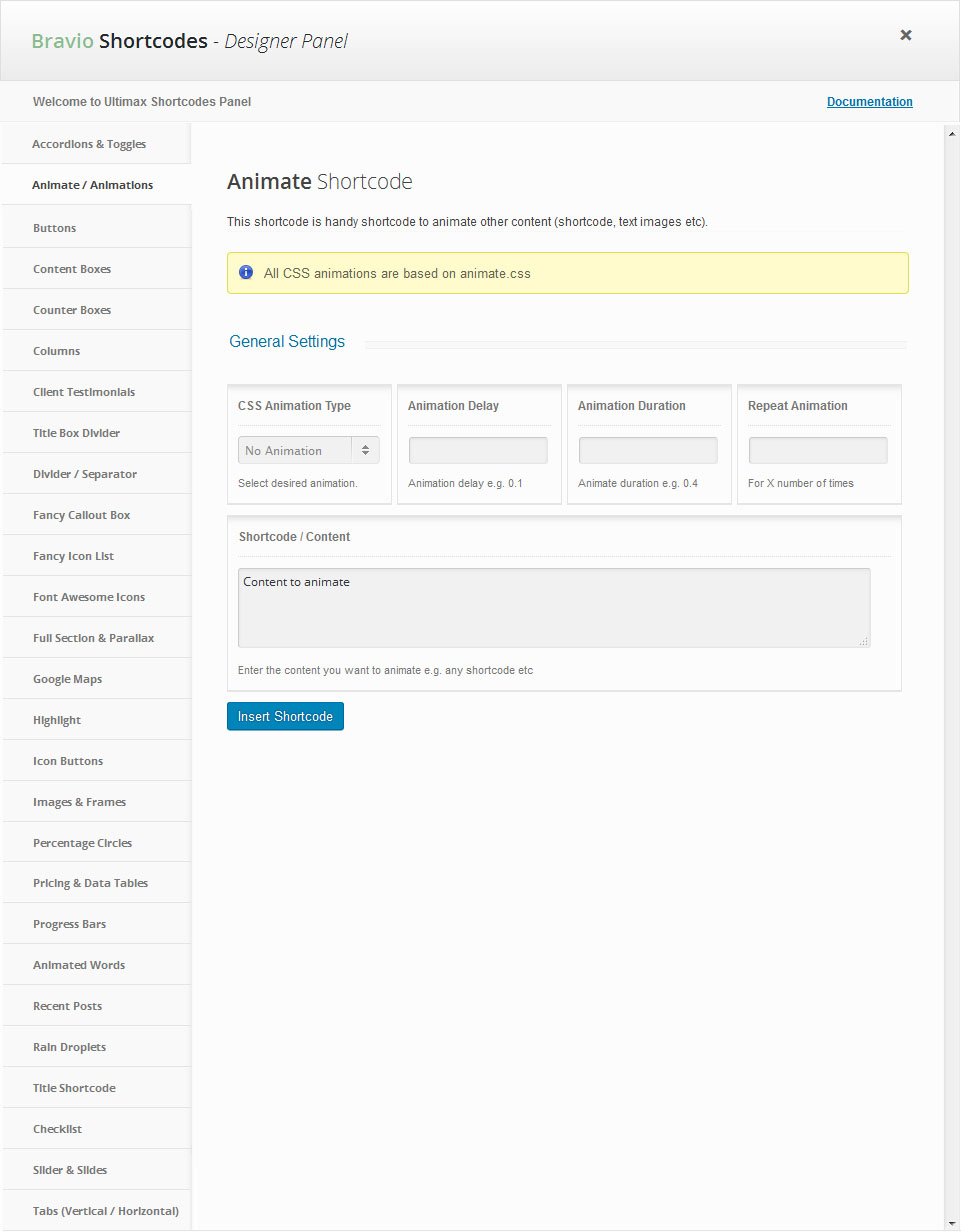 Bravio Shortcodes - Designer Panel
Welcome to Ultimax Shortcodes Panel
Documentation
Accordions & Toggles
Animate / Animations
Buttons
Content Boxes
Counter Boxes
Columns
Client Testimonials
Title Box Divider
Divider / Separator
Fancy Callout Box
Fancy Icon List
Font Awesome Icons
Full Section & Parallax
Google Maps
Highlight
Icon Buttons
Images & Frames
Percentage Circles
Pricing & Data Tables
Progress Bars
Animated Words
Recent Posts
Rain Droplets
Title Shortcode
Checklist
Slider & Slides
Tabs (Vertical / Horizontal)
Animate Shortcode
This shortcode is handy shortcode to animate other content (shortcode, text images etc).
All CSS animations are based on animate.css
General Settings
CSS Animation Type
No Animation
Select desired animation.
Animation Delay
Animation delay e.g. 0.1
Animation Duration
Animate duration e.g. 0.4
Repeat Animation
For X number of times
Shortcode / Content
Content to animate
Enter the content you want to animate e.g. any shortcode etc
Insert Shortcode